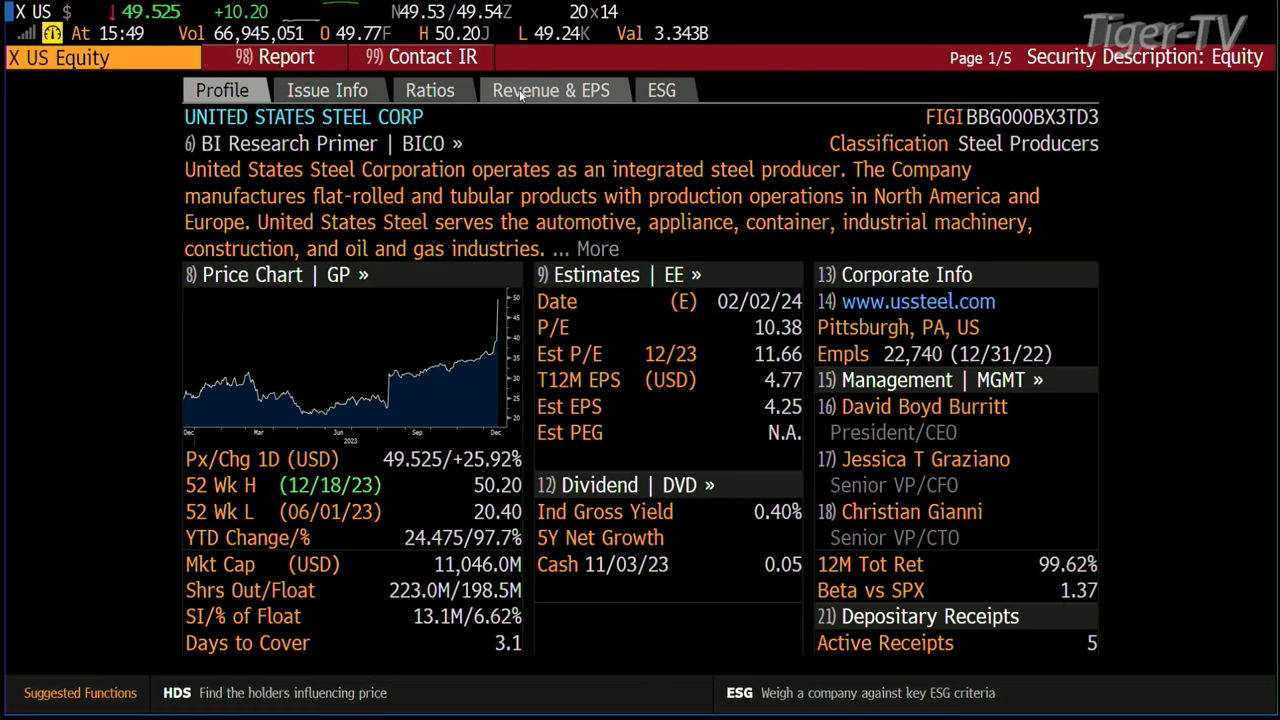 X US $ ↓ 49.525 +10.20 N49.53/49.54Z 20x14
At 15:49 Vol 66,945,051 O 49.77F H 50.20J L 49.24K Val 3.343B
Tiger-TV
X US Equity 98) Report 99) Contact IR Page 1/5 Security Description: Equity
Profile Issue Info Ratios Revenue & EPS ESG
UNITED STATES STEEL CORP FIGI BBG000BX3TD3
6) BI Research Primer | BICO » Classification Steel Producers
United States Steel Corporation operates as an integrated steel producer. The Company
manufactures flat-rolled and tubular products with production operations in North America and
Europe. United States Steel serves the automotive, appliance, container, industrial machinery,
construction, and oil and gas industries. ... More
8) Price Chart | GP »
50
45
40
35
30
25
20
Dec Mar Jun Sep Dec
2023
Px/Chg 1D (USD) 49.525/+25.92%
52 Wk H (12/18/23) 50.20
52 Wk L (06/01/23) 20.40
YTD Change/% 24.475/97.7%
Mkt Cap (USD) 11,046.0M
Shrs Out/Float 223.0M/198.5M
SI/% of Float 13.1M/6.62%
Days to Cover 3.1
9) Estimates | EE »
Date (E) 02/02/24
P/E 10.38
Est P/E 12/23 11.66
T12M EPS (USD) 4.77
Est EPS 4.25
Est PEG N.A.
12) Dividend | DVD »
Ind Gross Yield 0.40%
5Y Net Growth
Cash 11/03/23 0.05
13) Corporate Info
14) www.ussteel.com
Pittsburgh, PA, US
Empls 22,740 (12/31/22)
15) Management | MGMT »
16) David Boyd Burritt
President/CEO
17) Jessica T Graziano
Senior VP/CFO
18) Christian Gianni
Senior VP/CTO
12M Tot Ret 99.62%
Beta vs SPX 1.37
21) Depositary Receipts
Active Receipts 5
Suggested Functions HDS Find the holders influencing price ESG Weigh a company against key ESG criteria